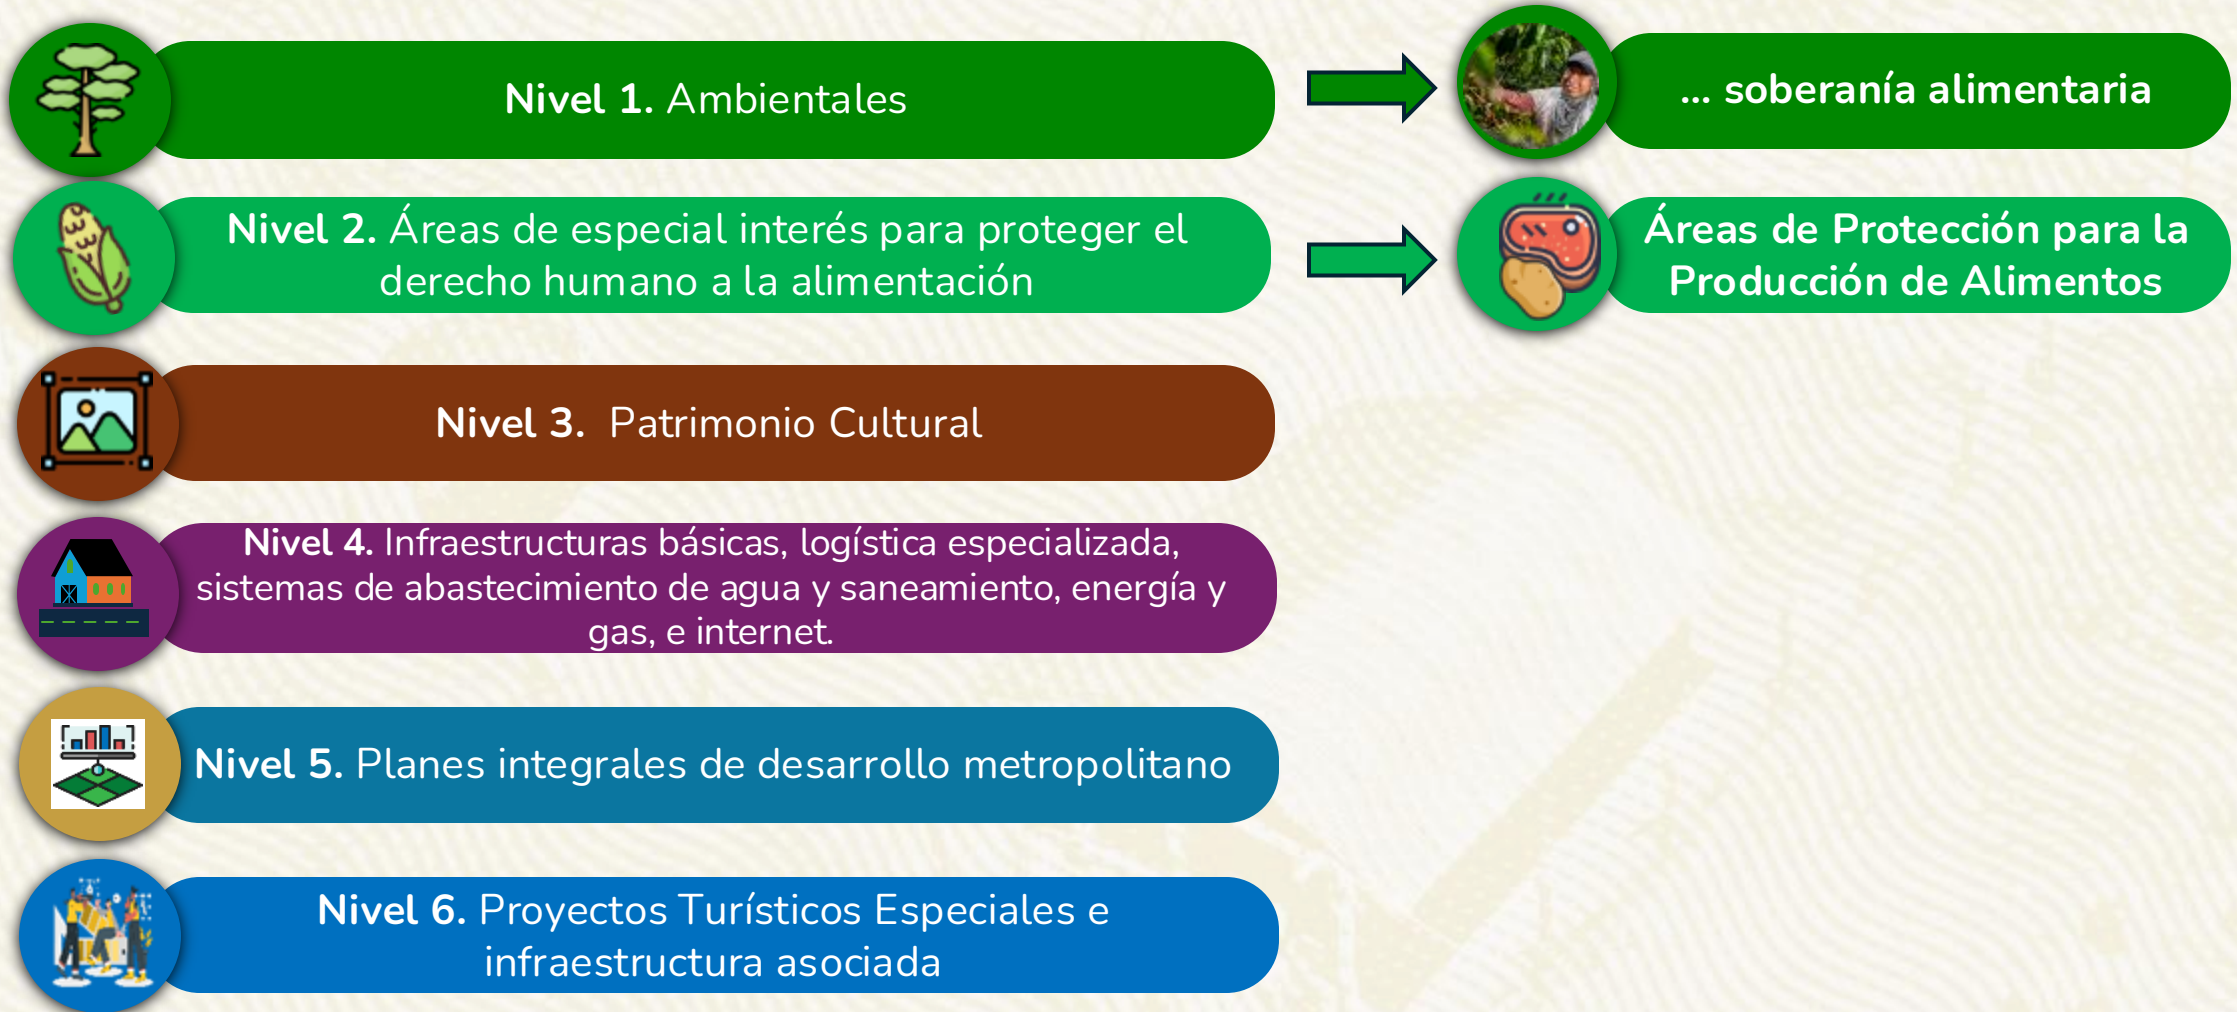 Nivel 1. Ambientales
... soberanía alimentaria
Nivel 2. Áreas de especial interés para proteger el
derecho humano a la alimentación
Áreas de Protección para la
Producción de Alimentos
Nivel 3. Patrimonio Cultural
Nivel 4. Infraestructuras básicas, logística especializada,
sistemas de abastecimiento de agua y saneamiento, energía y
gas, e internet.
Nivel 5. Planes integrales de desarrollo metropolitano
Nivel 6. Proyectos Turísticos Especiales e
infraestructura asociada